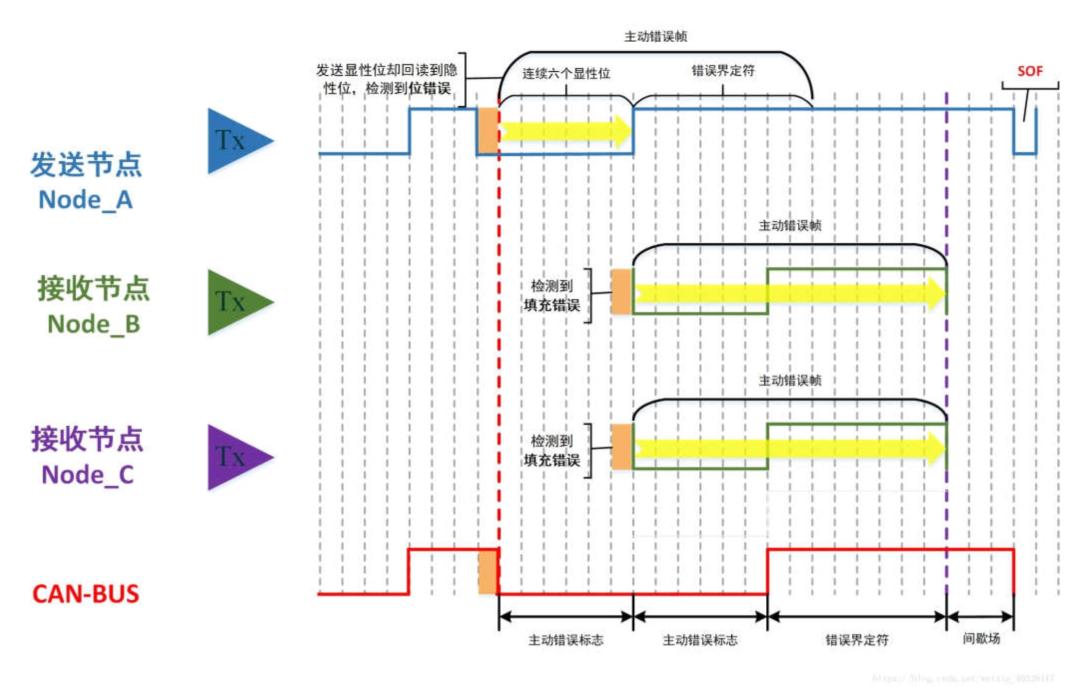 主动错误帧
发送显性位却回读到隐
性位，检测到位错误
连续六个显性位
错误界定符
SOF
Tx
发送节点
Node_A
主动错误帧
检测到
填充错误
Tx
接收节点
Node_B
主动错误帧
检测到
填充错误
Tx
接收节点
Node_C
CAN-BUS
主动错误标志
主动错误标志
错误界定符
间歇场